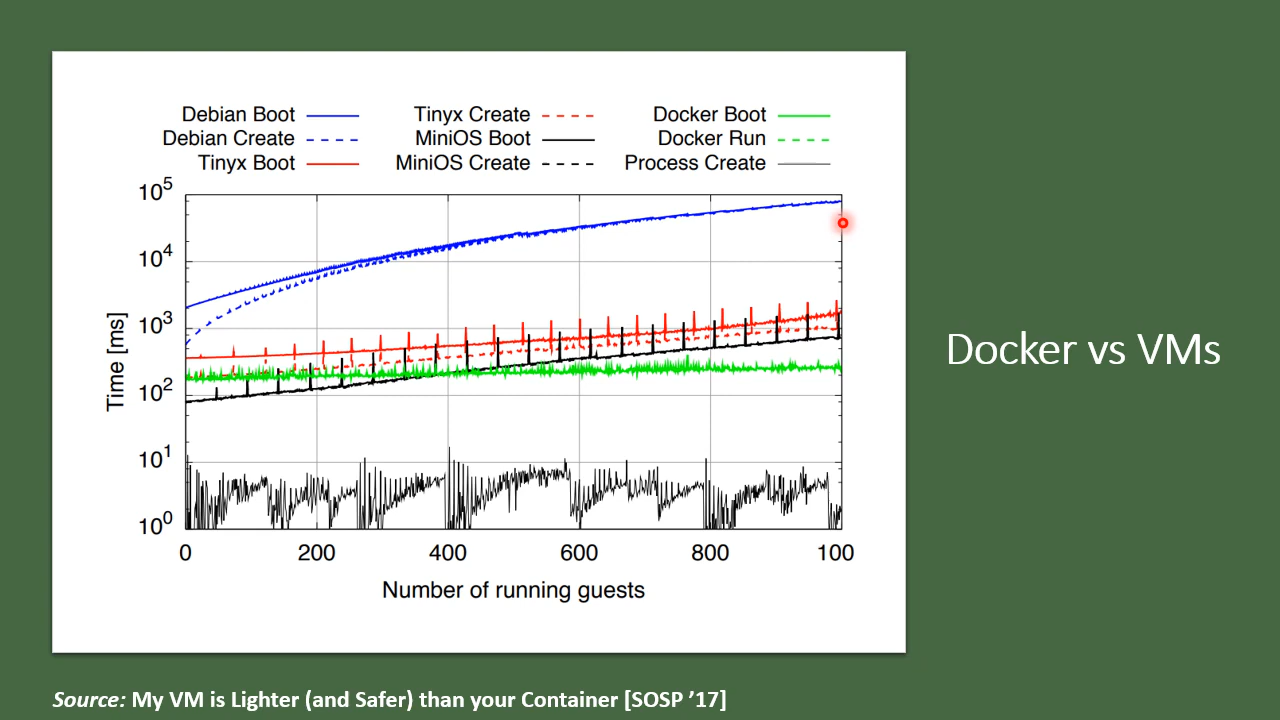 Debian Boot
Debian Create
Tinyx Boot
Tinyx Create
MiniOS Boot
MiniOS Create
Docker Boot
Docker Run
Process Create
Time [ms]
10^5
10^4
10^3
10^2
10^1
10^0
0 200 400 600 800 100
Number of running guests
Docker vs VMs
Source: My VM is Lighter (and Safer) than your Container [SOSP ’17]